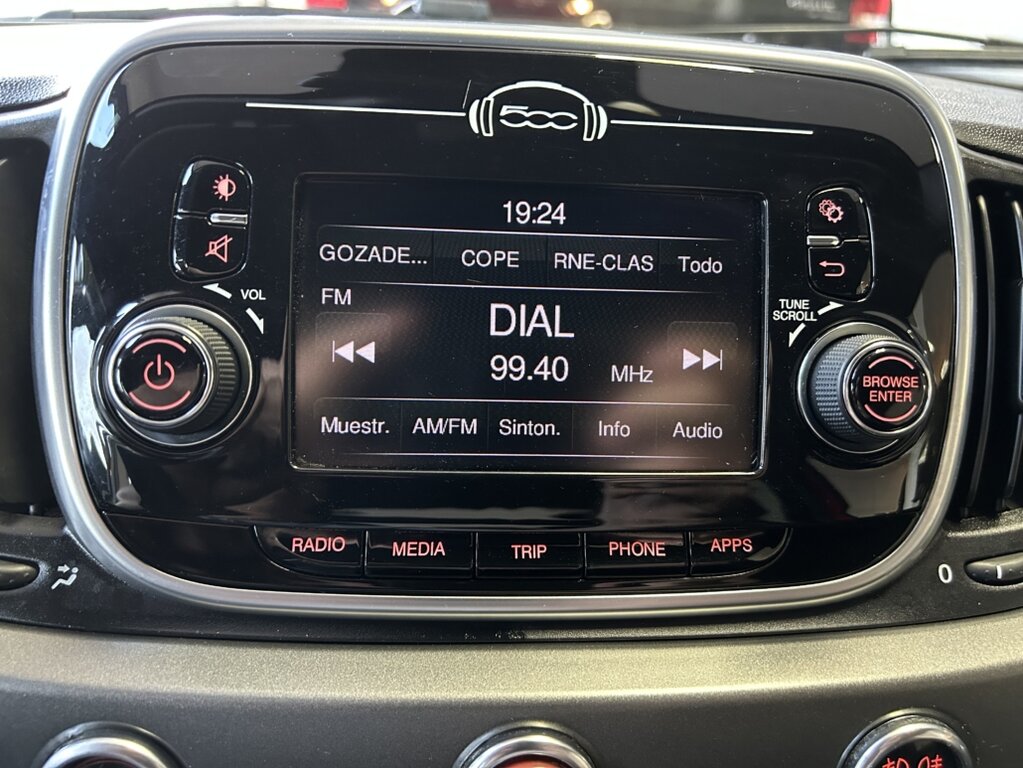 500
19:24
GOZADE... COPE RNE-CLAS Todo
FM
DIAL
99.40 MHz
Muestr. AM/FM Sinton. Info Audio
VOL
TUNE
SCROLL
BROWSE
ENTER
RADIO MEDIA TRIP PHONE APPS
0